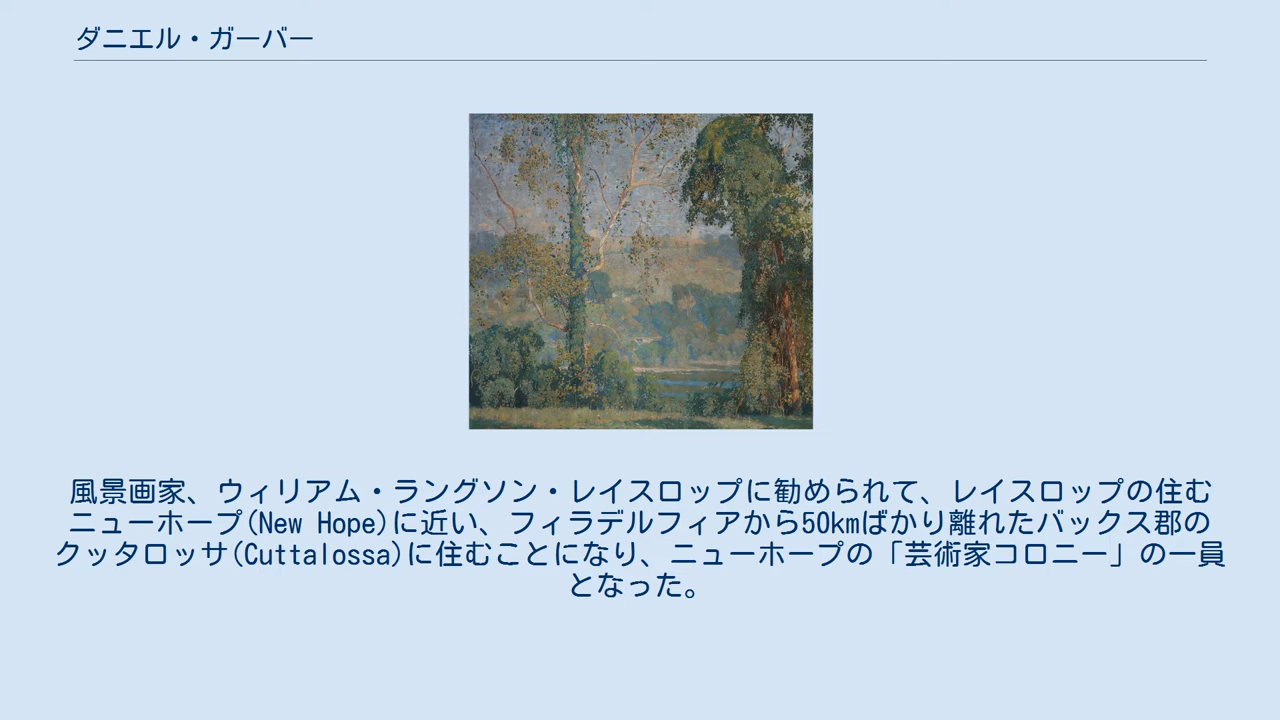 ダニエル・ガーバー
風景画家、ウィリアム・ラングソン・レイスロップに勧められて、レイスロップの住む
ニューホープ(New Hope)に近い、フィラデルフィアから50kmばかり離れたバックス郡の
クッタロッサ(Cuttalossa)に住むことになり、ニューホープの「芸術家コロニー」の一員
となった。